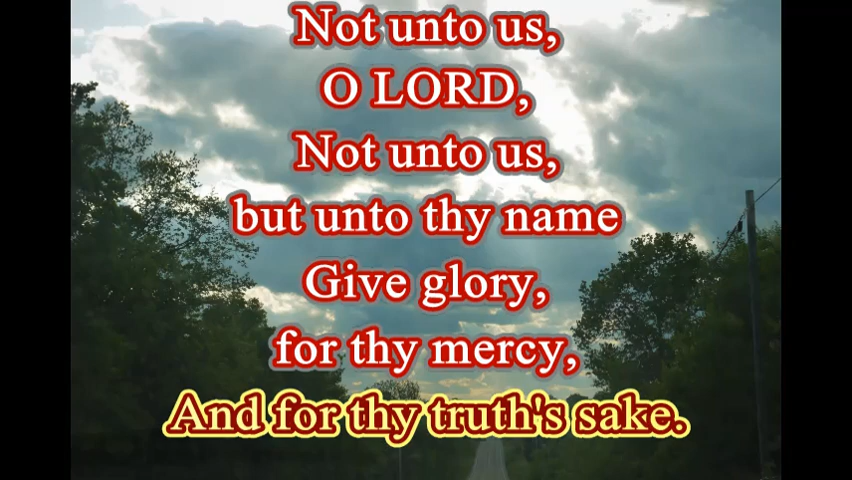 Not unto us,
O LORD,
Not unto us,
but unto thy name
Give glory,
for thy mercy,
And for thy truth's sake.